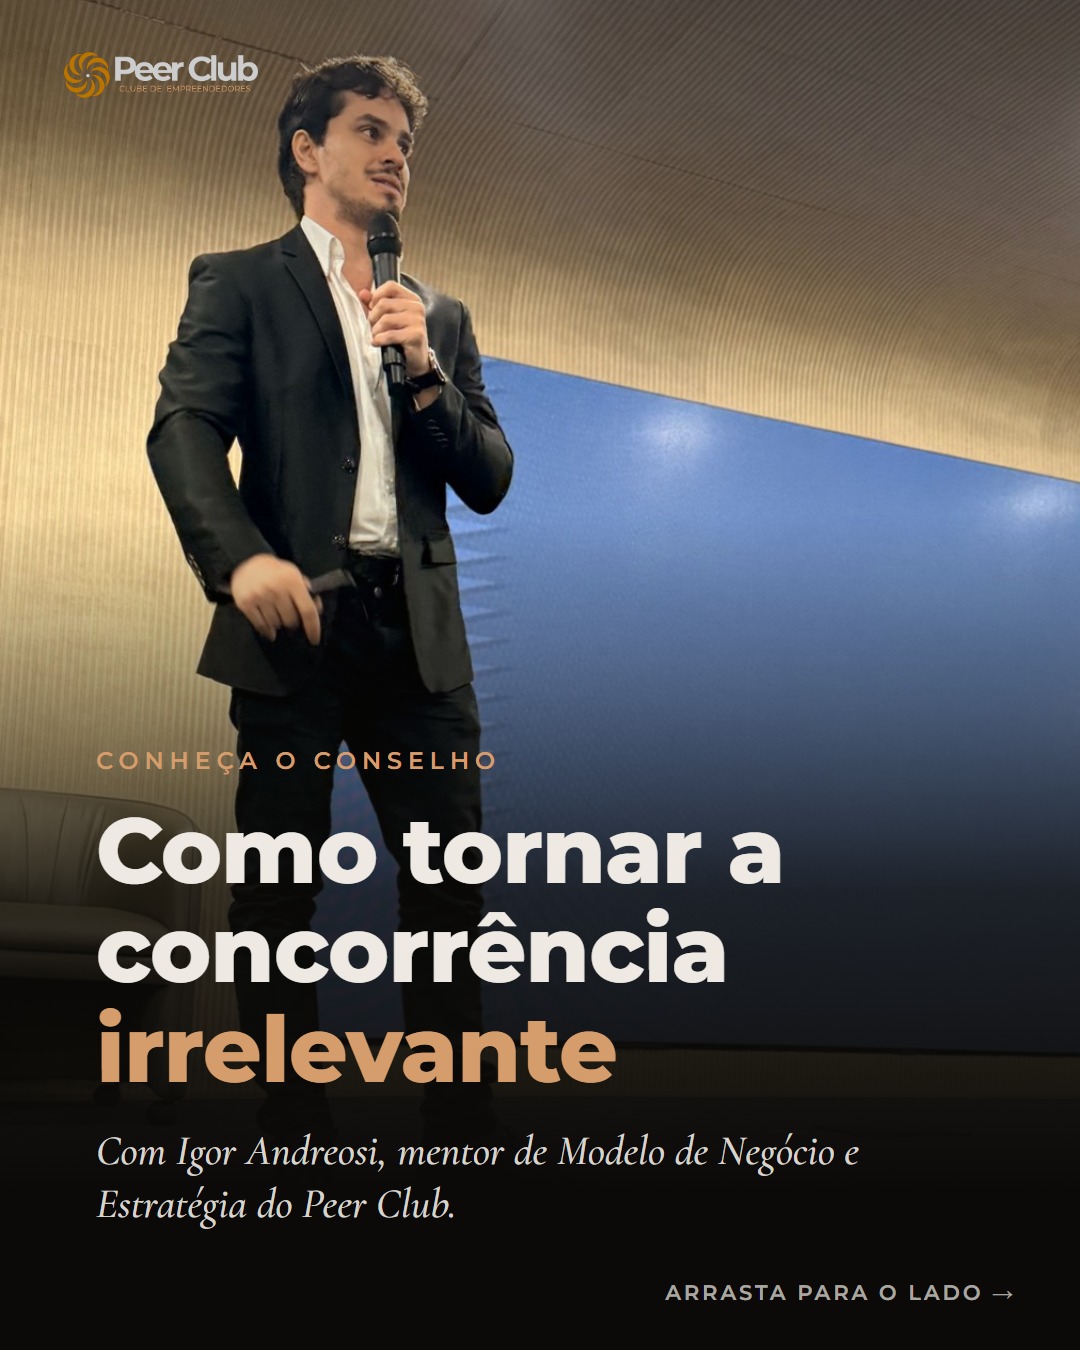 Peer Club
CLUBE DE EMPREENDEDORES
CONHEÇA O CONSELHO
Como tornar a
concorrência
irrelevante
Com Igor Andreosi, mentor de Modelo de Negócio e
Estratégia do Peer Club.
ARRASTA PARA O LADO →